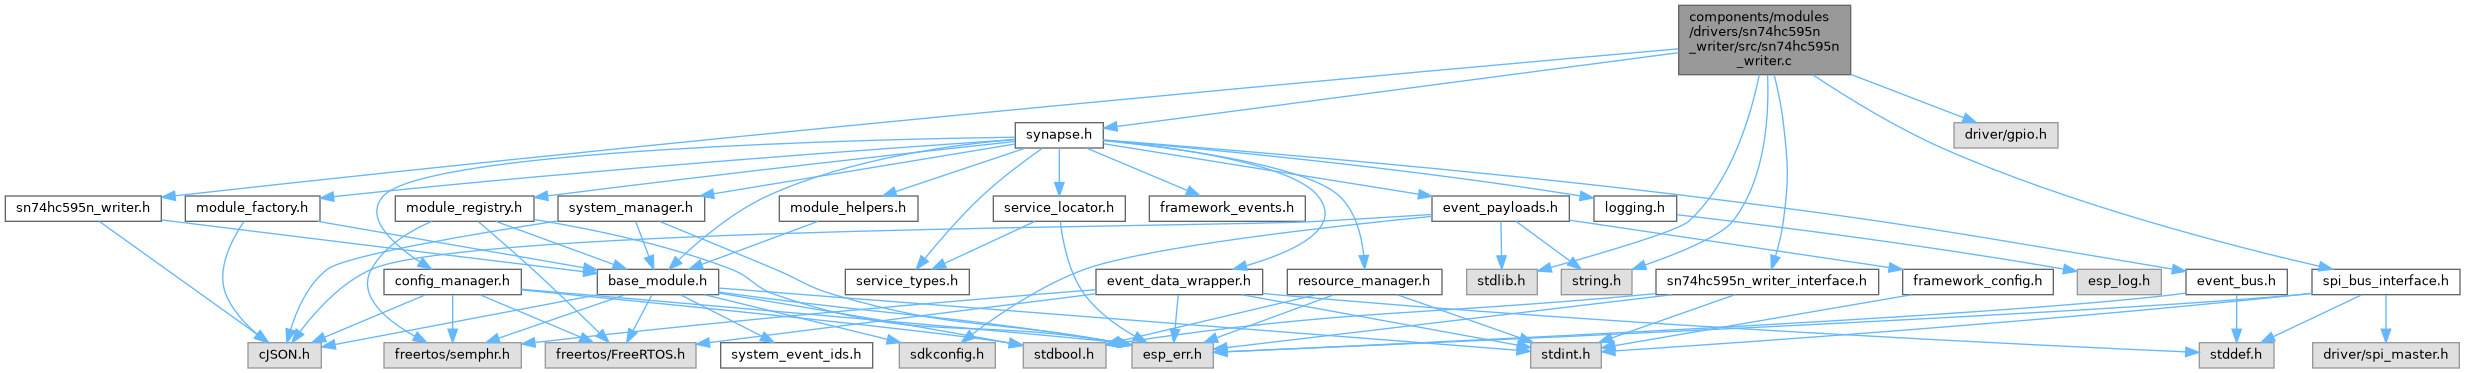 components/modules
/drivers/sn74hc595n
_writer/src/sn74hc595n
_writer.c
synapse.h
driver/gpio.h
sn74hc595n_writer.h
module_factory.h
module_registry.h
system_manager.h
module_helpers.h
service_locator.h
framework_events.h
event_payloads.h
logging.h
config_manager.h
base_module.h
service_types.h
event_data_wrapper.h
resource_manager.h
stdlib.h
string.h
sn74hc595n_writer_interface.h
framework_config.h
esp_log.h
event_bus.h
spi_bus_interface.h
cJSON.h
freertos/semphr.h
freertos/FreeRTOS.h
system_event_ids.h
sdkconfig.h
stdbool.h
esp_err.h
stdint.h
stddef.h
driver/spi_master.h